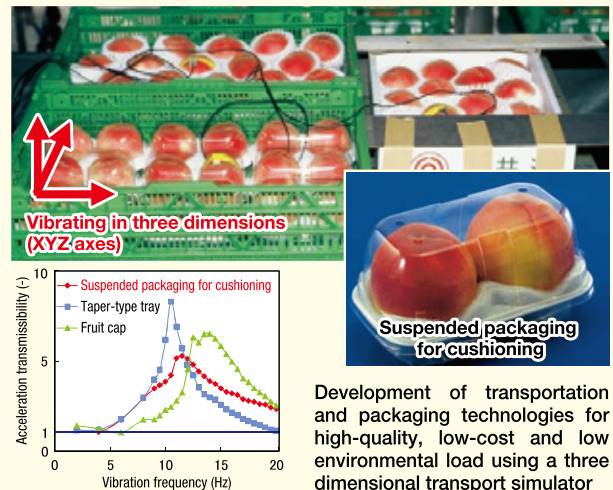 Vibrating in three dimensions
(XYZ axes)
Suspended packaging
for cushioning
Acceleration transmissibility (-)
10
5
1
0
Suspended packaging for cushioning
Taper-type tray
Fruit cap
0 5 10 15 20
Vibration frequency (Hz)
Development of transportation
and packaging technologies for
high-quality, low-cost and low
environmental load using a three
dimensional transport simulator